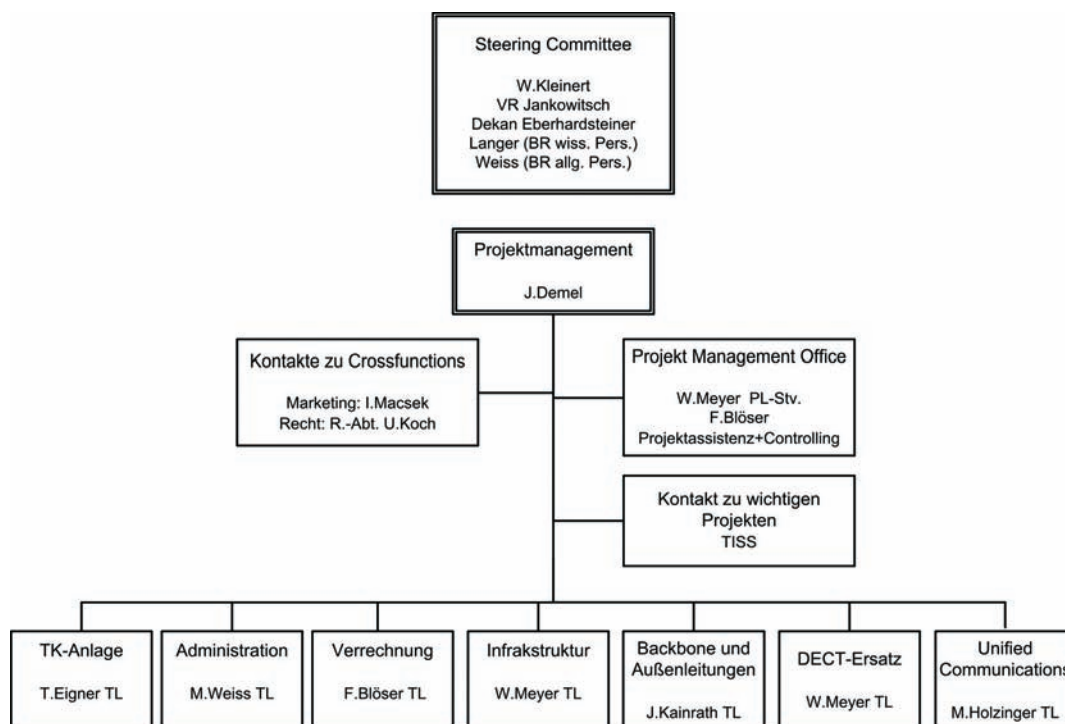 Steering Committee
W.Kleinert
VR Jankowitsch
Dekan Eberhardsteiner
Langer (BR wiss. Pers.)
Weiss (BR allg. Pers.)
Projektmanagement
J.Demel
Kontakte zu Crossfunctions
Marketing: I.Macsek
Recht: R.-Abt. U.Koch
Projekt Management Office
W.Meyer PL-Stv.
F.Blöser
Projektassistenz+Controlling
Kontakt zu wichtigen
Projekten
TISS
TK-Anlage
T.Eigner TL
Administration
M.Weiss TL
Verrechnung
F.Blöser TL
Infrakstruktur
W.Meyer TL
Backbone und
Außenleitungen
J.Kainrath TL
DECT-Ersatz
W.Meyer TL
Unified
Communications
M.Holzinger TL